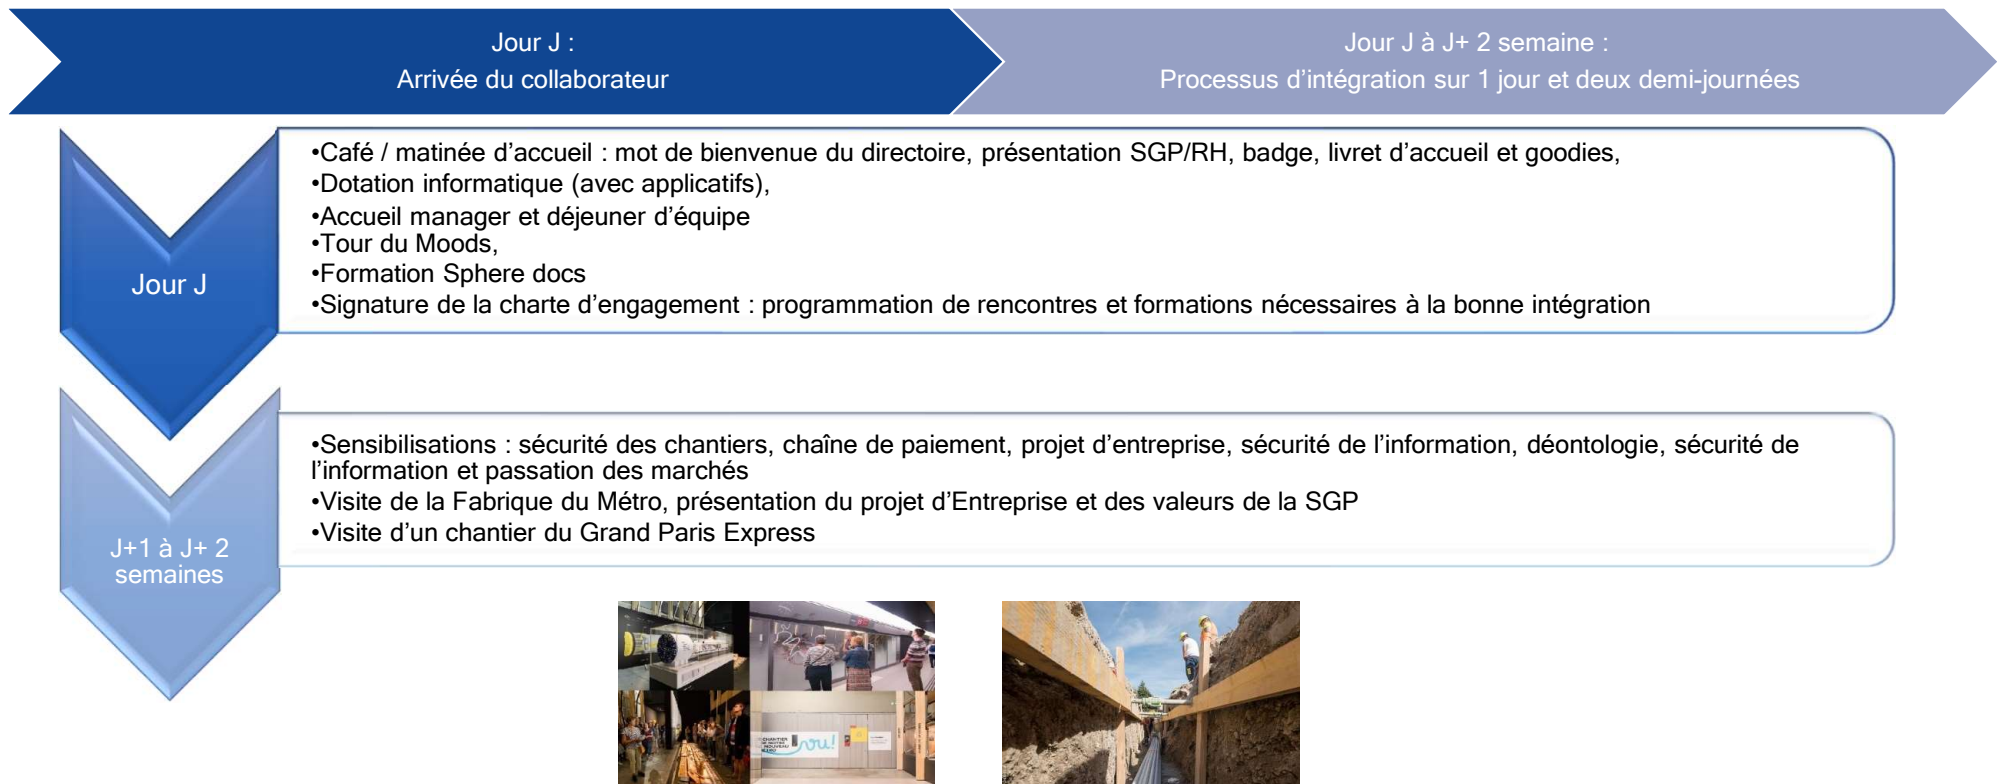 Jour J :
Arrivée du collaborateur
Jour J à J+ 2 semaine :
Processus d’intégration sur 1 jour et deux demi-journées
Jour J
•Café / matinée d’accueil : mot de bienvenue du directoire, présentation SGP/RH, badge, livret d’accueil et goodies,
•Dotation informatique (avec applicatifs),
•Accueil manager et déjeuner d’équipe
•Tour du Moods,
•Formation Sphere docs
•Signature de la charte d’engagement : programmation de rencontres et formations nécessaires à la bonne intégration
J+1 à J+ 2
semaines
•Sensibilisations : sécurité des chantiers, chaîne de paiement, projet d’entreprise, sécurité de l’information, déontologie, sécurité de
l’information et passation des marchés
•Visite de la Fabrique du Métro, présentation du projet d’Entreprise et des valeurs de la SGP
•Visite d’un chantier du Grand Paris Express